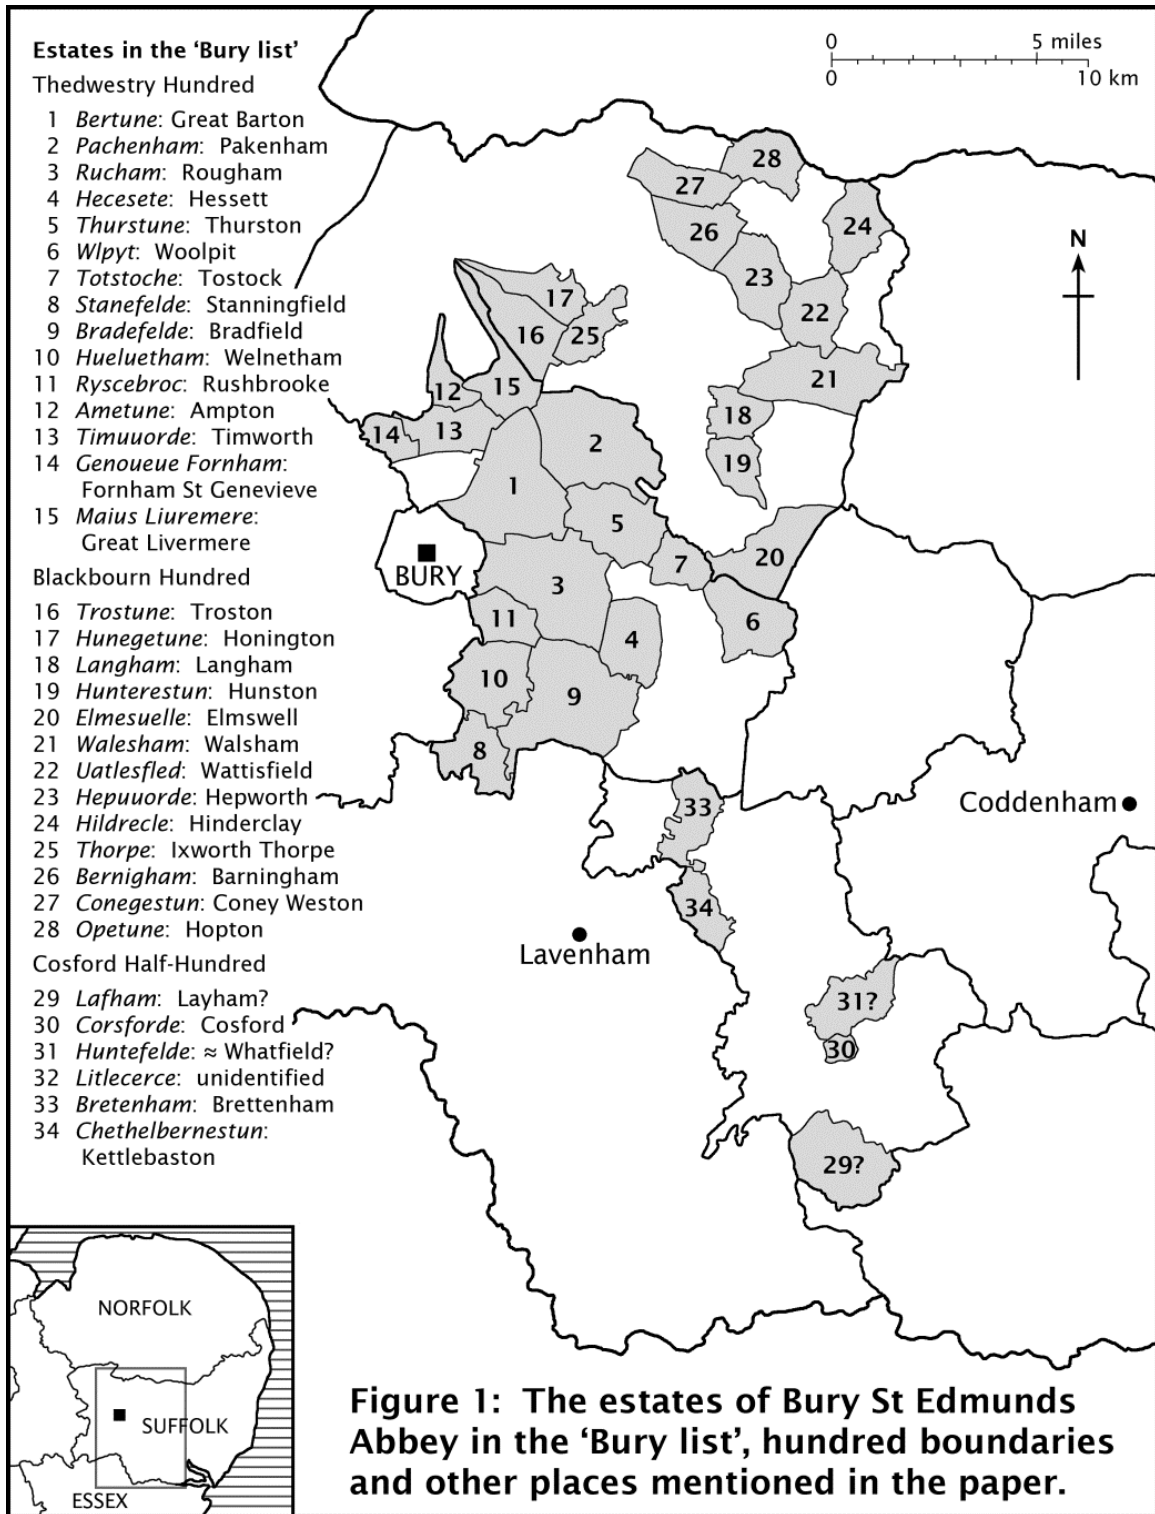 Estates in the ‘Bury list’
Thedwestry Hundred
1 Bertune: Great Barton
2 Pachenham: Pakenham
3 Rucham: Rougham
4 Hecesete: Hessett
5 Thurstune: Thurston
6 Wlpyt: Woolpit
7 Totstoche: Tostock
8 Stanefelde: Stanningfield
9 Bradefelde: Bradfield
10 Hueluetham: Welnetham
11 Ryscebroc: Rushbrooke
12 Ametune: Ampton
13 Timuuorde: Timworth
14 Genoueue Fornham:
Fornham St Genevieve
15 Maius Liuremere:
Great Livermere
Blackbourn Hundred
16 Trostune: Troston
17 Hunegetune: Honington
18 Langham: Langham
19 Hunterestun: Hunston
20 Elmesuelle: Elmswell
21 Walesham: Walsham
22 Uatlesfled: Wattisfield
23 Hepuuorde: Hepworth
24 Hildrecle: Hinderclay
25 Thorpe: Ixworth Thorpe
26 Bernigham: Barningham
27 Conegestun: Coney Weston
28 Opetune: Hopton
Cosford Half-Hundred
29 Lafham: Layham?
30 Corsforde: Cosford
31 Huntefelde: ≈ Whatfield?
32 Litlecerce: unidentified
33 Bretenham: Brettenham
34 Chethelbernestun:
Kettlebaston
0 5 miles
0 10 km
N
28
27
26
24
23
22
21
17
16
25
15
12
14
13
18
19
2
1
5
20
7
3
6
11
4
10
9
8
BURY
33
34
Coddenham
Lavenham
31?
30
29?
NORFOLK
SUFFOLK
ESSEX
Figure 1: The estates of Bury St Edmunds
Abbey in the ‘Bury list’, hundred boundaries
and other places mentioned in the paper.